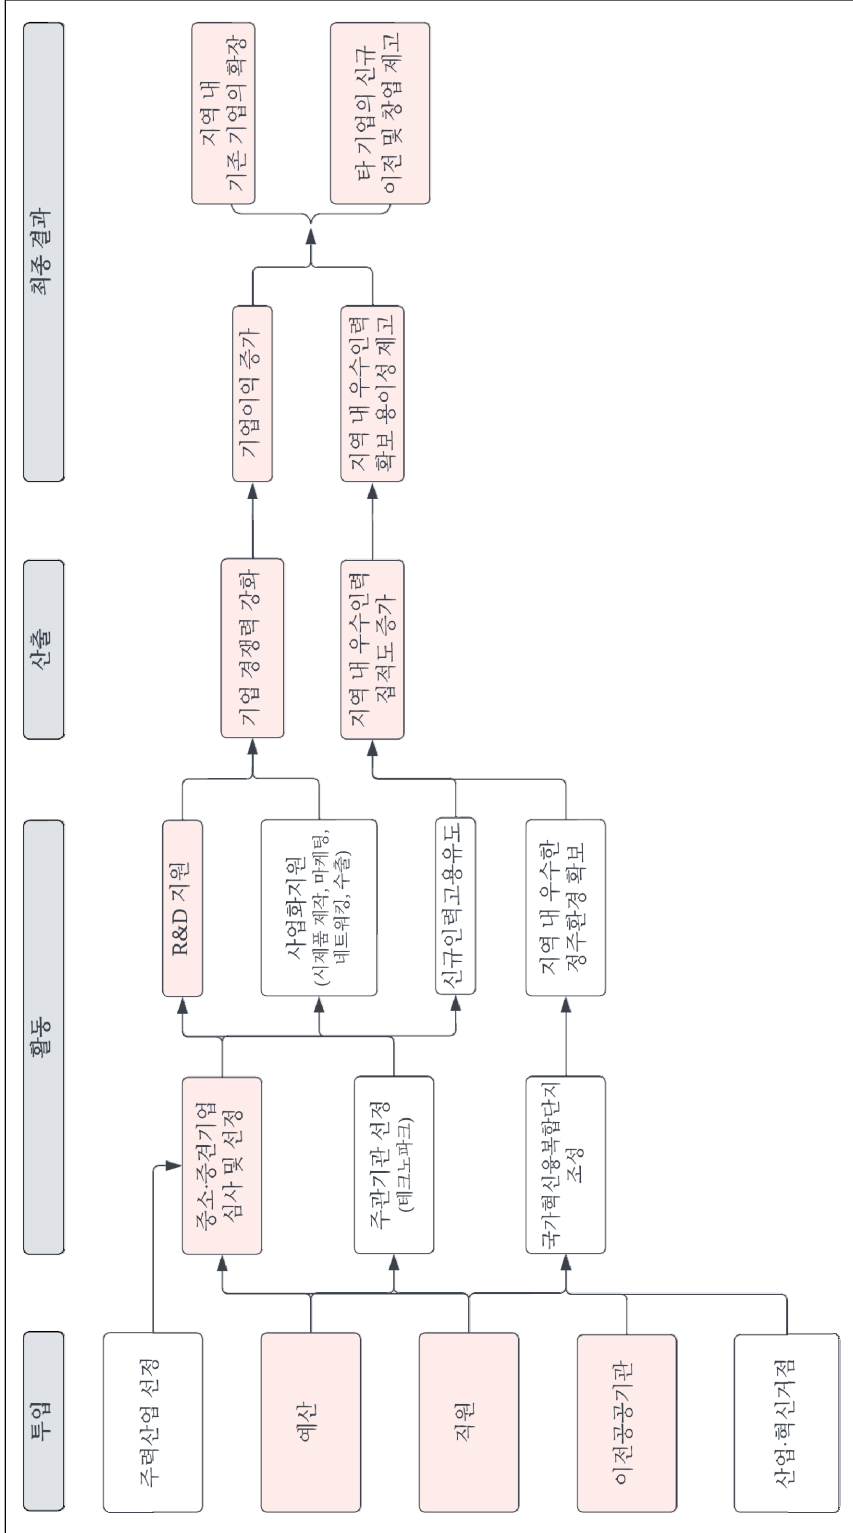 투입
활동
산출
최종 결과
주력산업 선정
예산
직원
이전공공기관
산업·혁신거점
중소·중견기업
심사 및 선정
주관기관 선정
(테크노파크)
국가혁신융복합단지
조성
R&D 지원
사업화지원
(시제품 제작, 마케팅,
네트워킹, 수출)
신규인력고용유도
지역 내 우수한
정주환경 확보
기업 경쟁력 강화
지역 내 우수인력
집적도 증가
기업이익 증가
지역 내 우수인력
확보 용이성 제고
지역 내
기존 기업의 확장
타 기업의 신규
이전 및 창업 제고